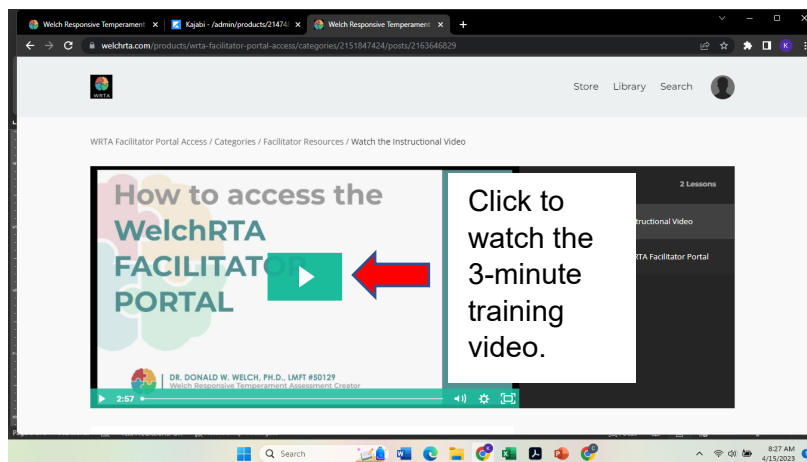 Welch Responsive Temperament
Kajabi - /admin/products/21474
Welch Responsive Temperament
welchrta.com/products/wrta-facilitator-portal-access/categories/2151847424/posts/2163646829
K
WRTA
Store Library Search
WRTA Facilitator Portal Access / Categories / Facilitator Resources / Watch the Instructional Video
How to access the
WelchRTA
FACILITATOR
PORTAL
DR. DONALD W. WELCH, PH.D., LMFT #50129
Welch Responsive Temperament Assessment Creator
2:57
Click to
watch the
3-minute
training
video.
2 Lessons
tructional Video
RTA Facilitator Portal
Search
8:27 AM
4/15/2023